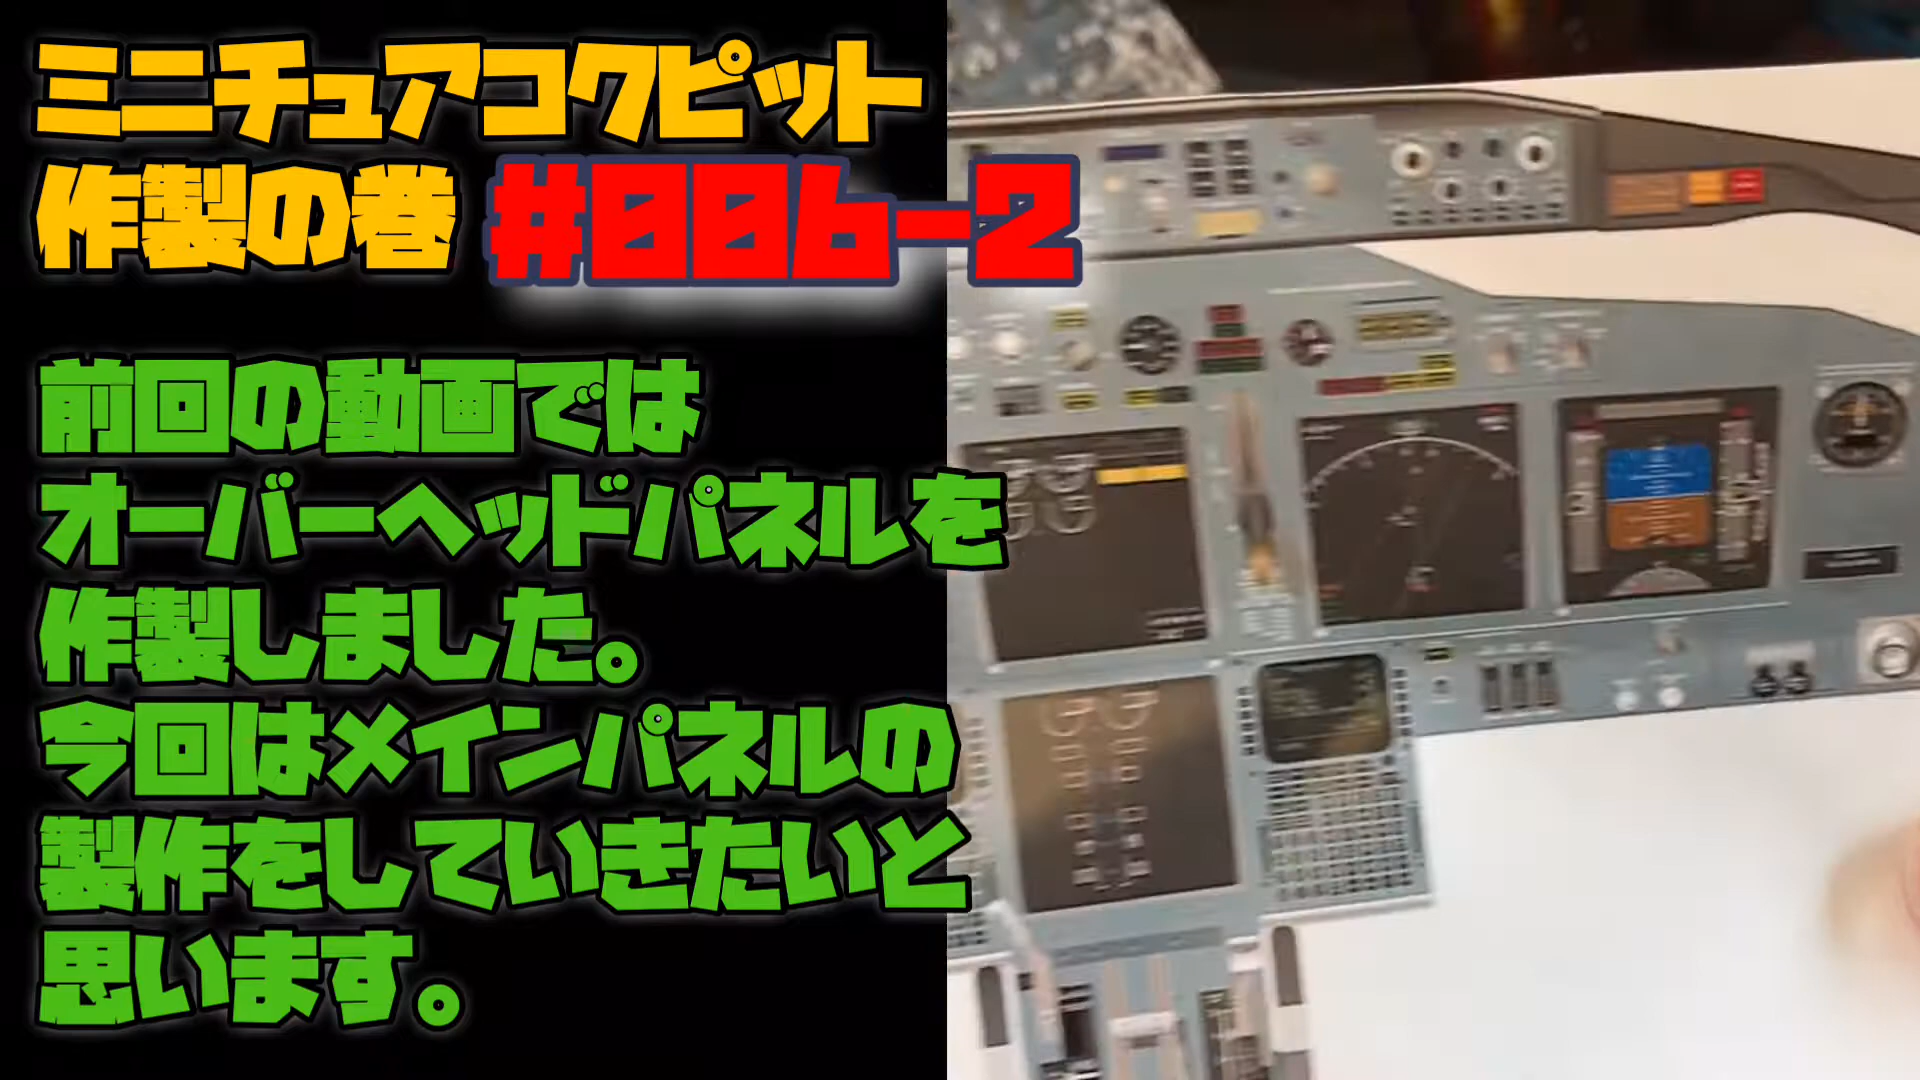 ミニチュアコクピット
作製の巻 #006-2
前回の動画では
オーバーヘッドパネルを
作製しました。
今回はメインパネルの
製作をしていきたいと
思います。